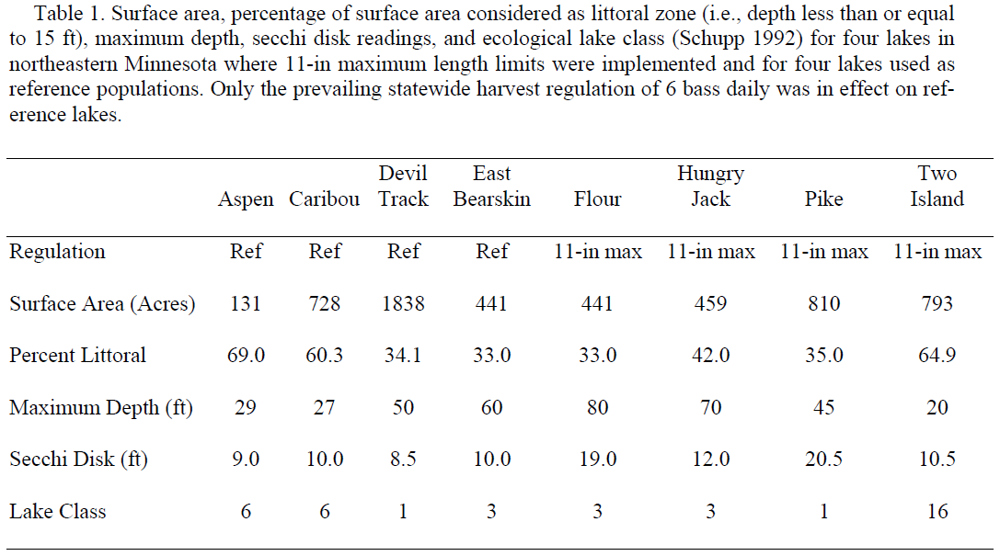 Table 1. Surface area, percentage of surface area considered as littoral zone (i.e., depth less than or equal
to 15 ft), maximum depth, secchi disk readings, and ecological lake class (Schupp 1992) for four lakes in
northeastern Minnesota where 11-in maximum length limits were implemented and for four lakes used as
reference populations. Only the prevailing statewide harvest regulation of 6 bass daily was in effect on ref-
erence lakes.
Devil East Hungry Two
Aspen Caribou Track Bearskin Flour Jack Pike Island
Regulation Ref Ref Ref Ref 11-in max 11-in max 11-in max 11-in max
Surface Area (Acres) 131 728 1838 441 441 459 810 793
Percent Littoral 69.0 60.3 34.1 33.0 33.0 42.0 35.0 64.9
Maximum Depth (ft) 29 27 50 60 80 70 45 20
Secchi Disk (ft) 9.0 10.0 8.5 10.0 19.0 12.0 20.5 10.5
Lake Class 6 6 1 3 3 3 1 16